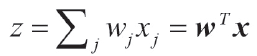 z = ∑_j w_j x_j = w^T x